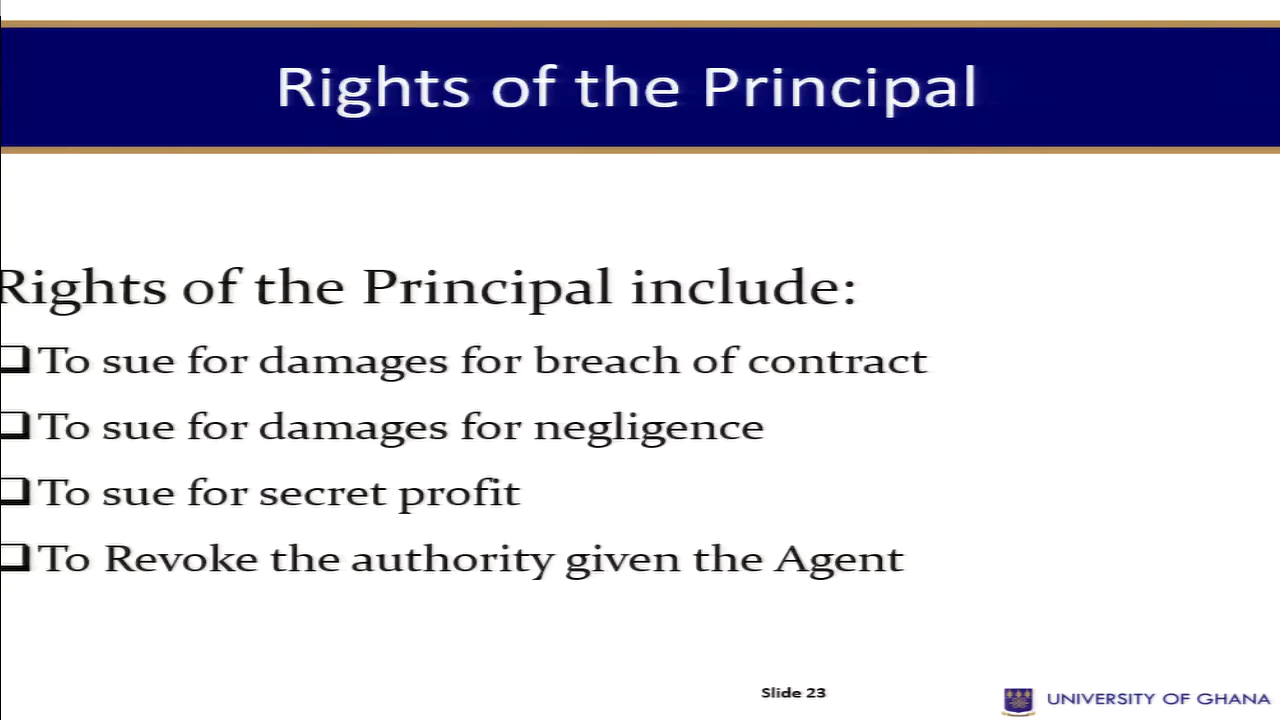 Rights of the Principal
Rights of the Principal include:
To sue for damages for breach of contract
To sue for damages for negligence
To sue for secret profit
To Revoke the authority given the Agent
Slide 23
UNIVERSITY OF GHANA